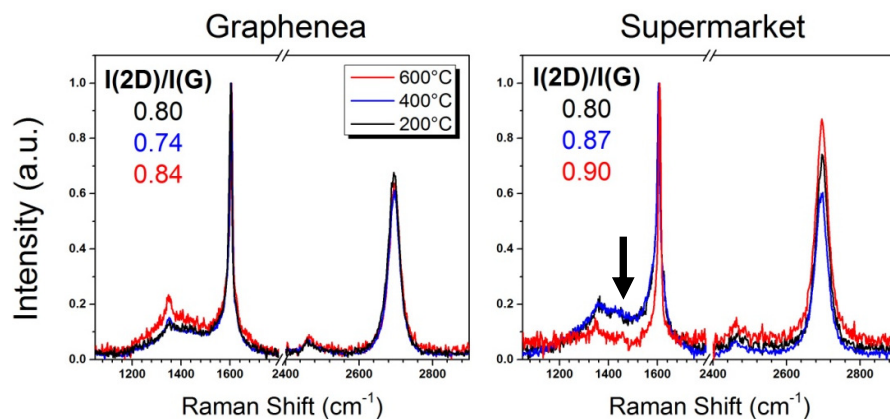 Graphenea
Supermarket
Intensity (a.u.)
I(2D)/I(G)
0.80
0.74
0.84
600°C
400°C
200°C
1.0
0.8
0.6
0.4
0.2
0.0
1200 1400 1600 2400 2600 2800
Raman Shift (cm-1)
I(2D)/I(G)
0.80
0.87
0.90
1.0
0.8
0.6
0.4
0.2
0.0
1200 1400 1600 2400 2600 2800
Raman Shift (cm-1)